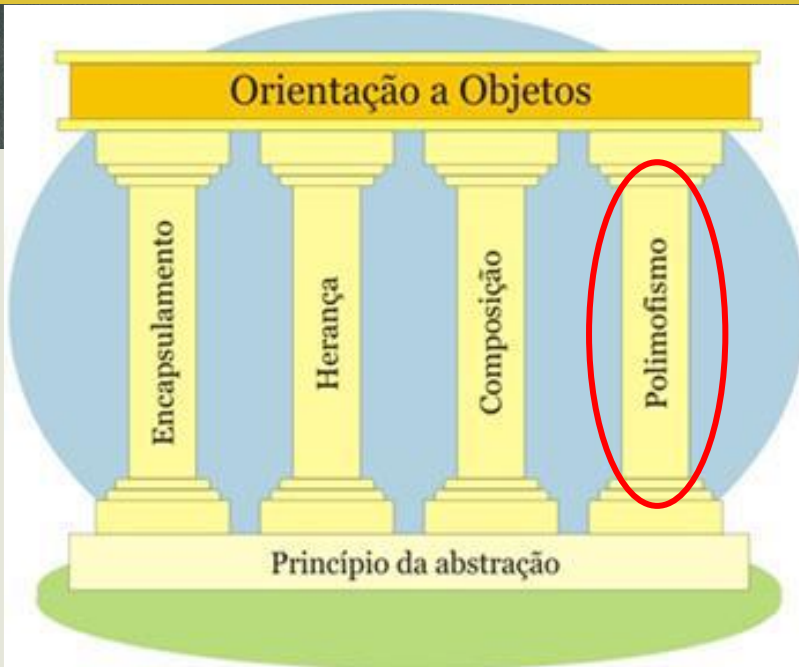 Orientação a Objetos
Encapsulamento
Herança
Composição
Polimofismo
Princípio da abstração